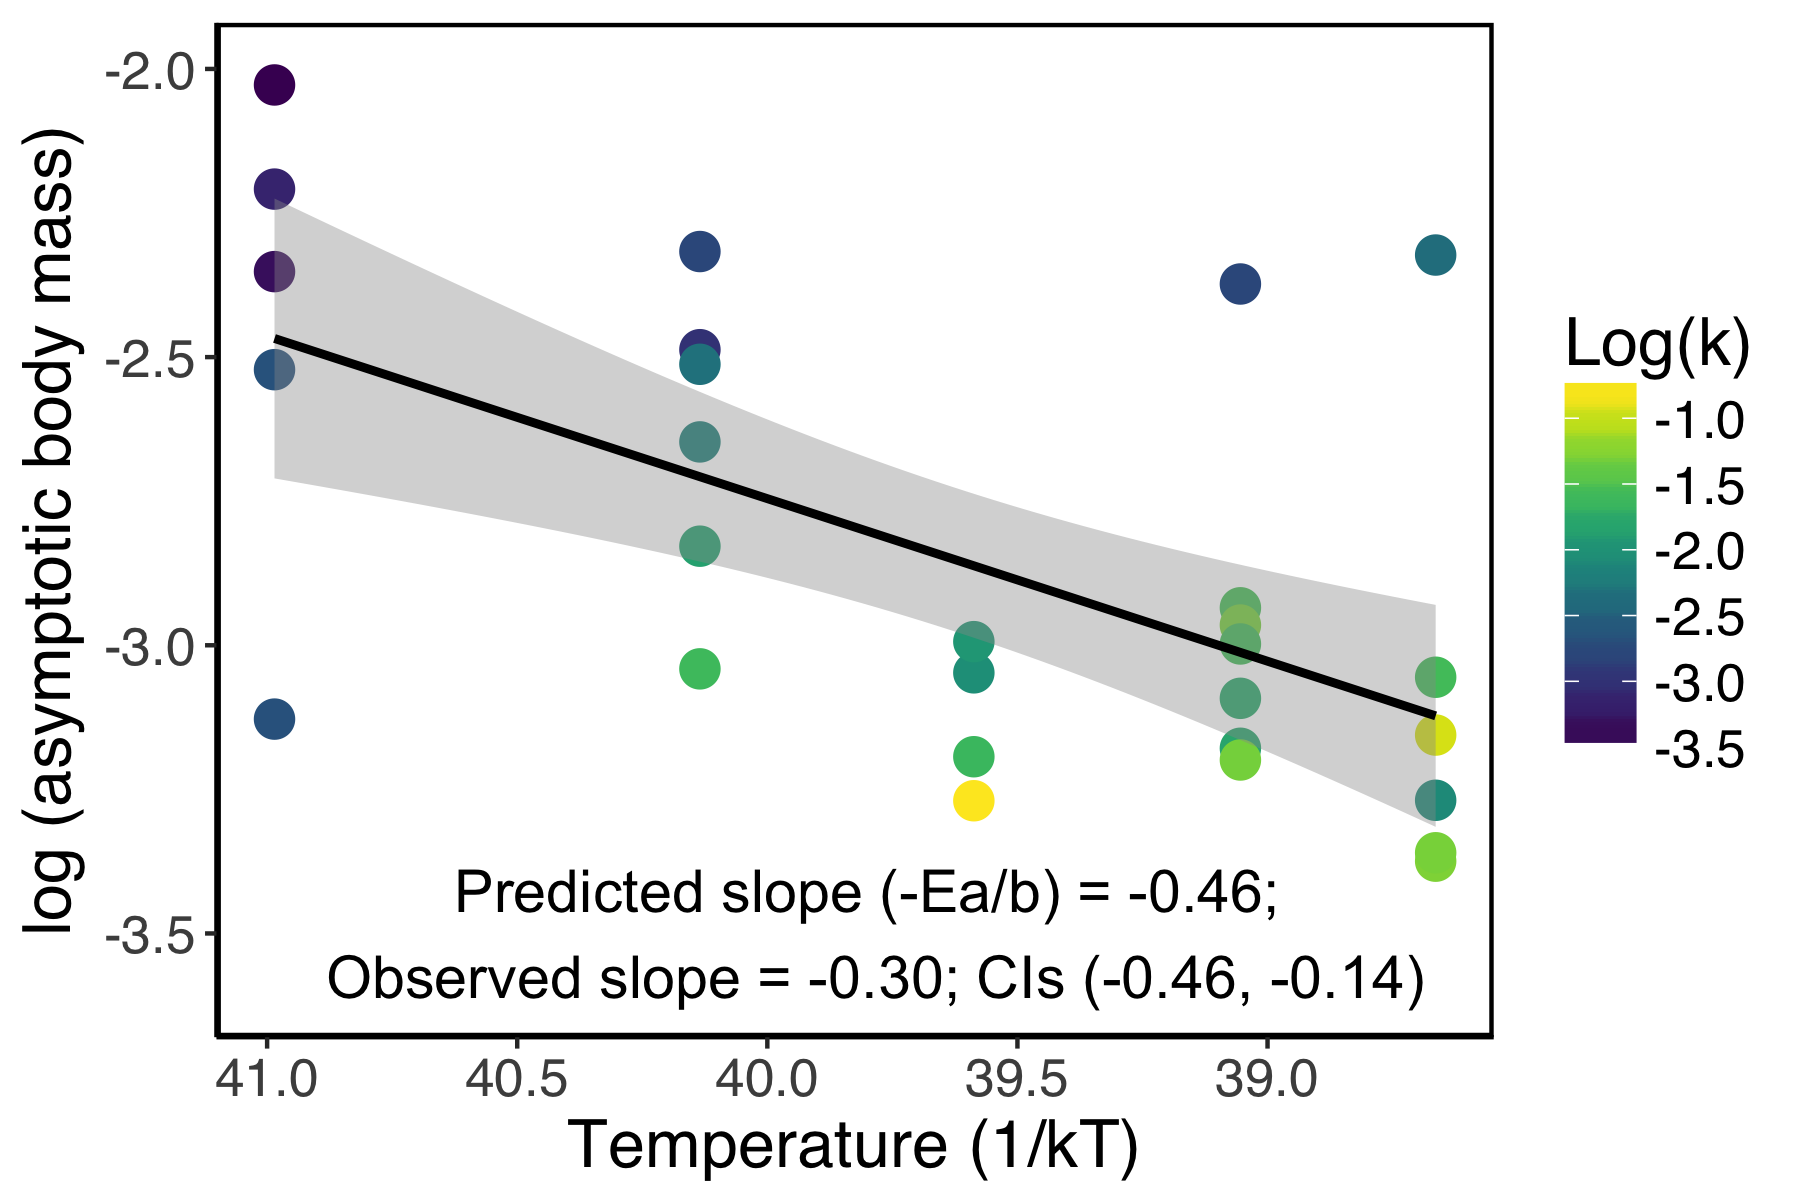 log (asymptotic body mass)
-2.0
-2.5
-3.0
-3.5
Predicted slope (-Ea/b) = -0.46;
Observed slope = -0.30; CIs (-0.46, -0.14)
41.0 40.5 40.0 39.5 39.0
Temperature (1/kT)
Log(k)
-1.0
-1.5
-2.0
-2.5
-3.0
-3.5